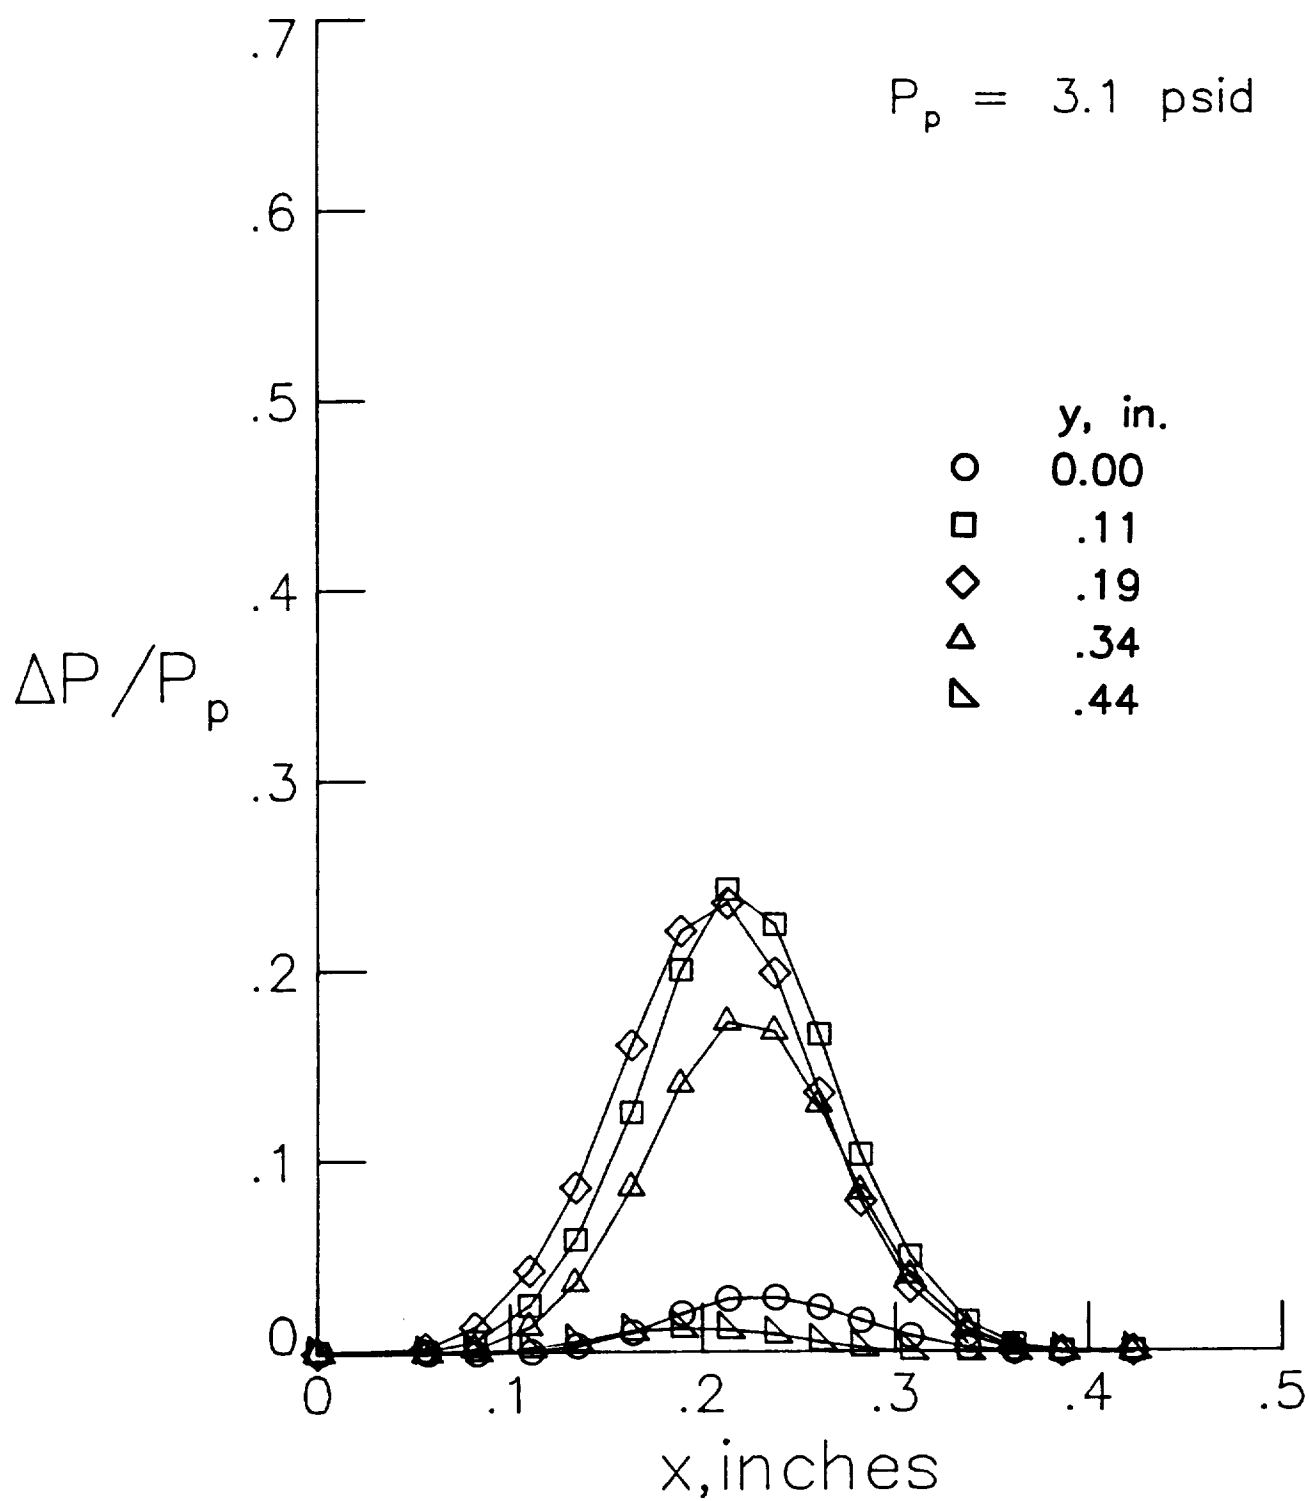 .7
P_p = 3.1 psid
.6
.5
y, in.
0.00
.11
.19
.34
.44
.4
ΔP/P_p
.3
.2
.1
0
0 .1 .2 .3 .4 .5
x, inches